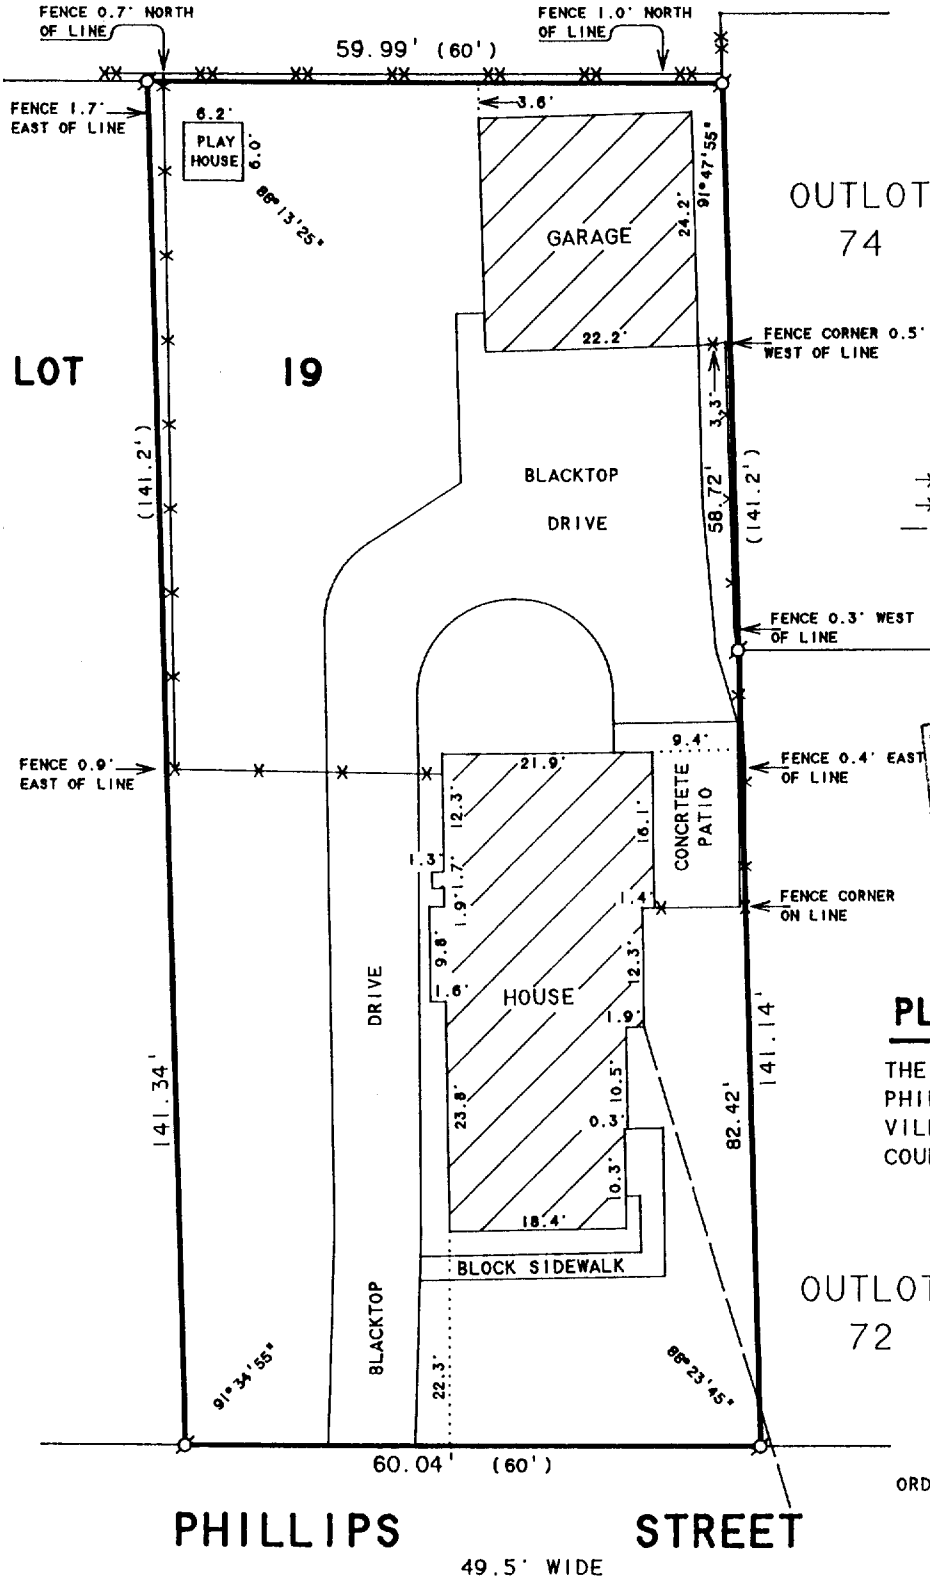 FENCE 0.7' NORTH
OF LINE
59.99' (60')
FENCE 1.0' NORTH
OF LINE
FENCE 1.7'
EAST OF LINE
6.2'
PLAY
HOUSE
6.0'
88°13'25"
3.6'
GARAGE
24.2'
22.2'
91°47'55"
OUTLOT
74
FENCE CORNER 0.5'
WEST OF LINE
LOT 19
3.3'
(141.2')
BLACKTOP
DRIVE
58.72'
(141.2')
FENCE 0.3' WEST
OF LINE
FENCE 0.9'
EAST OF LINE
21.9'
9.4'
FENCE 0.4' EAST
OF LINE
12.3'
16.1'
CONCRTETE
PATIO
1.3'
1.7'
1.9'
1.4'
FENCE CORNER
ON LINE
9.8'
12.3'
DRIVE
1.6'
HOUSE
1.9'
PL
THE
PHIL
VILL
COU
141.34'
23.8'
10.5'
0.3'
10.3'
82.42'
141.14'
18.4'
BLOCK SIDEWALK
BLACKTOP
OUTLOT
72
91°34'55"
22.3'
88°23'45"
60.04' (60')
ORD
PHILLIPS STREET
49.5' WIDE